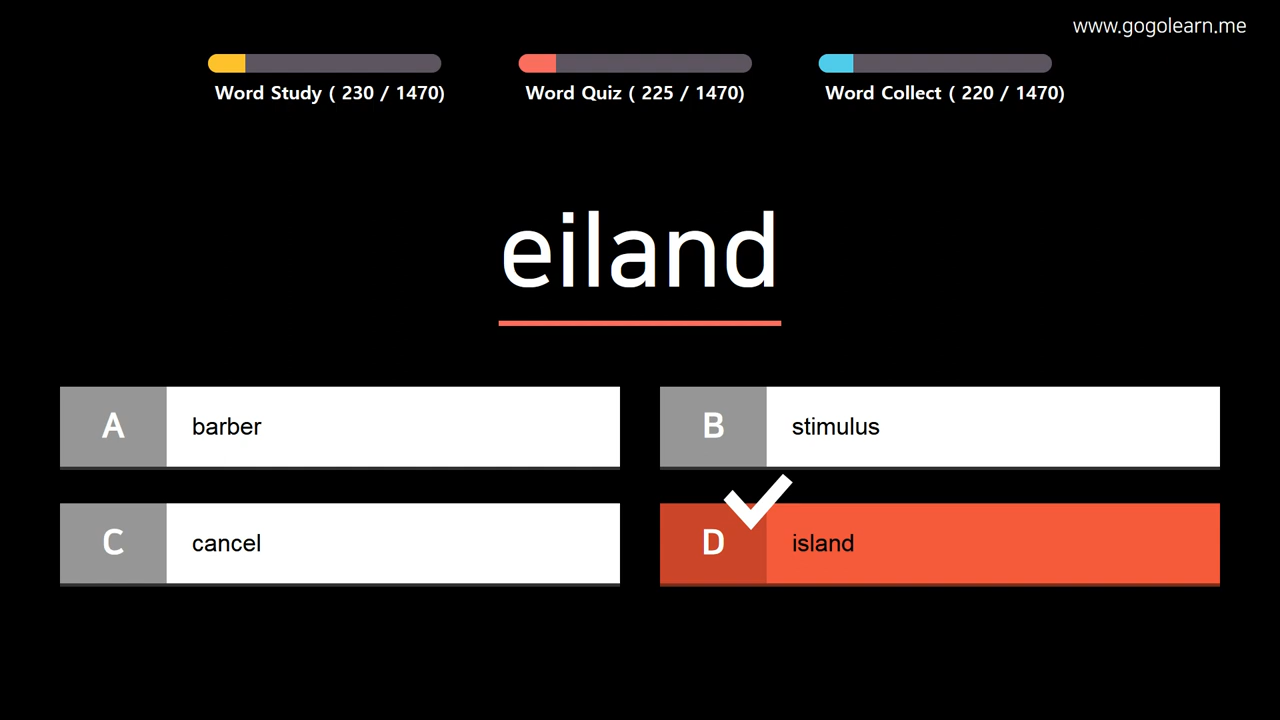 www.gogolearn.me
Word Study ( 230 / 1470)
Word Quiz ( 225 / 1470)
Word Collect ( 220 / 1470)
eiland
A barber
B stimulus
C cancel
D island